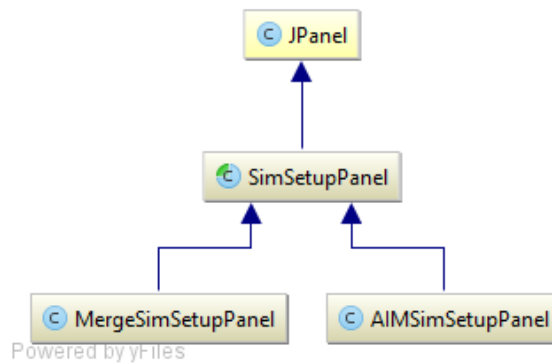 C JPanel
C SimSetupPanel
C MergeSimSetupPanel
C AIMSimSetupPanel
Powered by yFiles